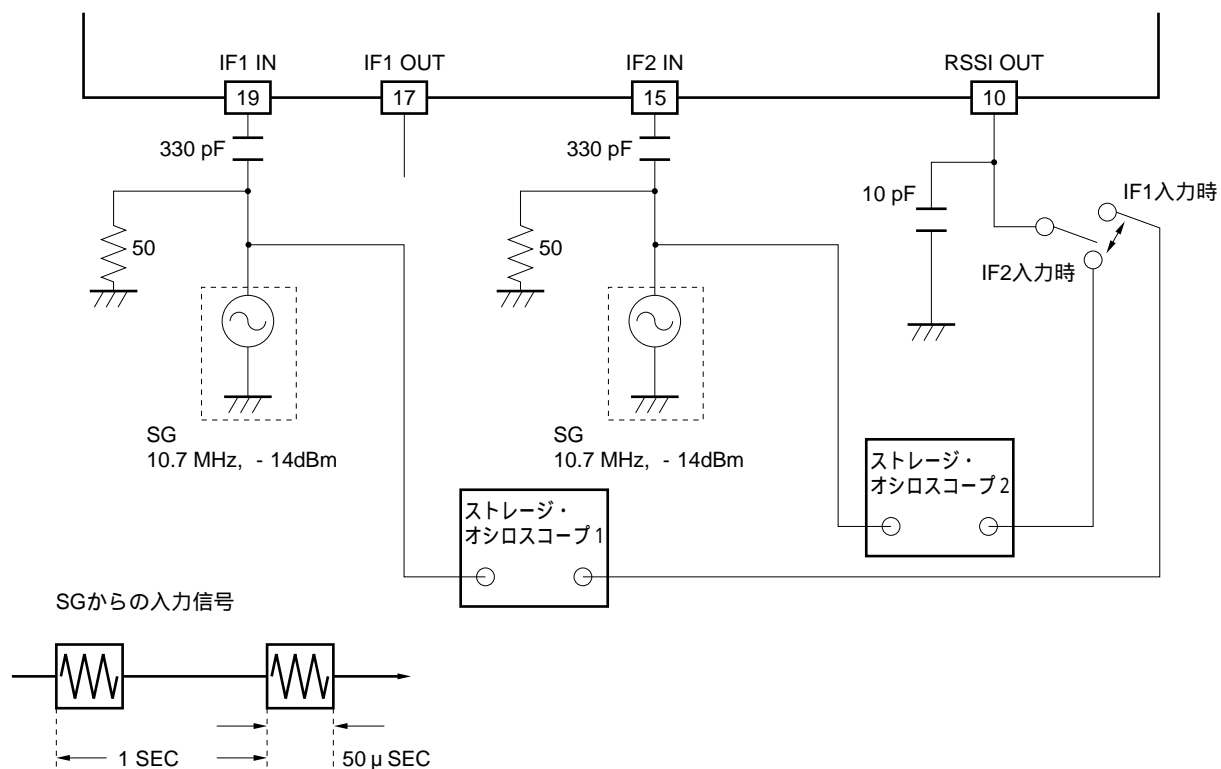 IF1 IN
IF1 OUT
IF2 IN
RSSI OUT
19
17
15
10
330 pF
330 pF
10 pF
IF1入力時
50
50
IF2入力時
SG
10.7 MHz, - 14dBm
SG
10.7 MHz, - 14dBm
ストレージ・
オシロスコープ2
ストレージ・
オシロスコープ1
SGからの入力信号
1 SEC
50 μ SEC